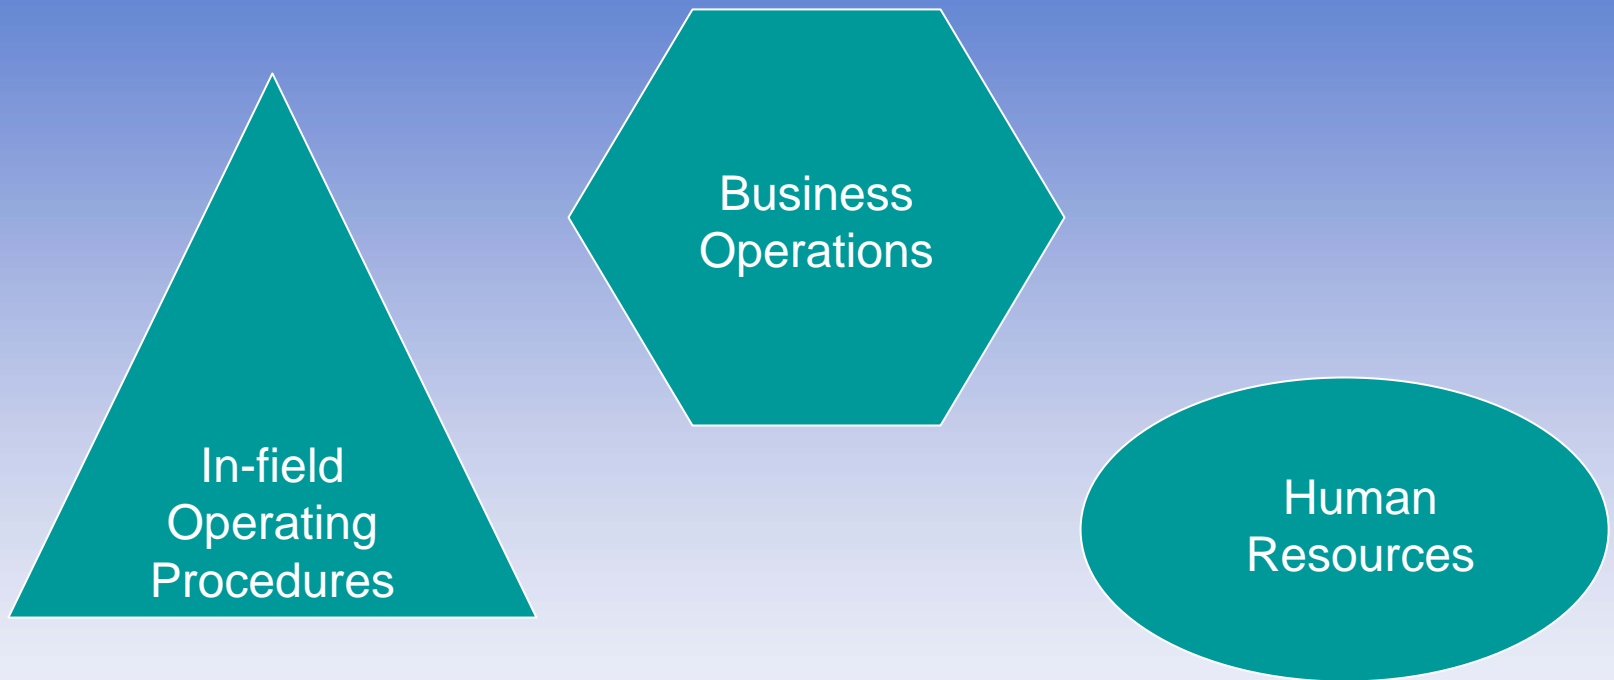 In-field
Operating
Procedures
Business
Operations
Human
Resources